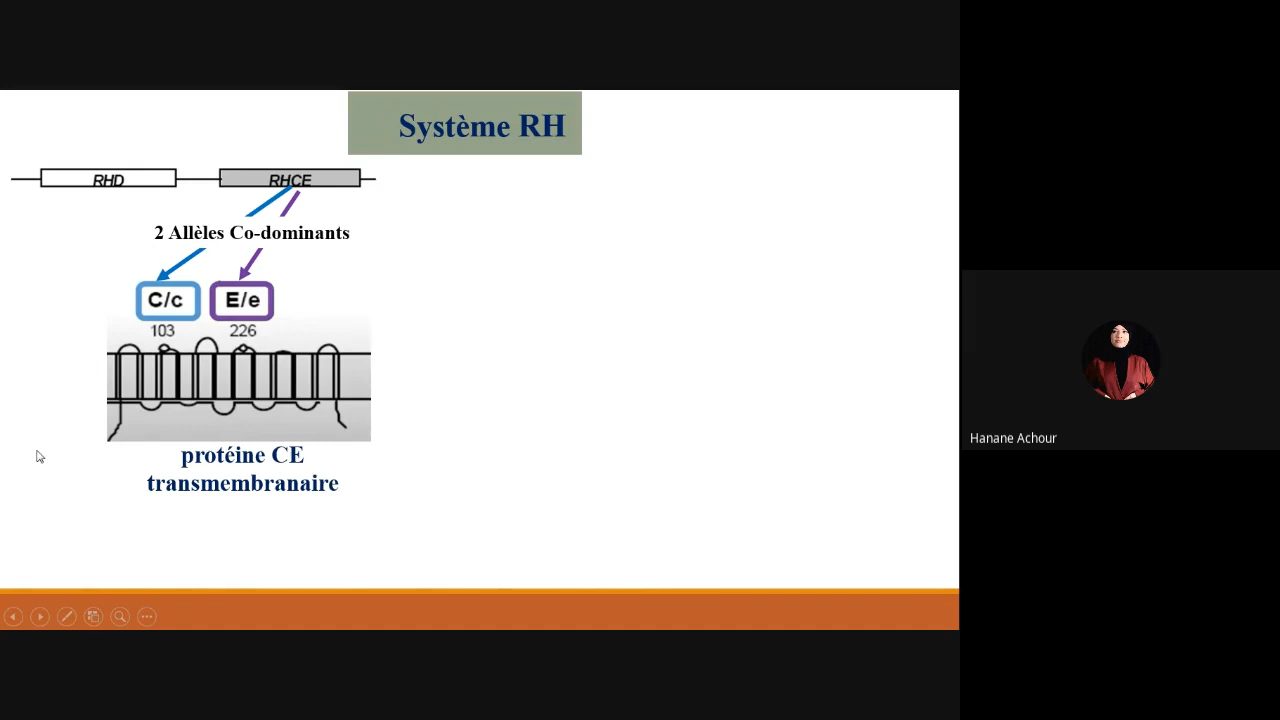 Système RH
RHD
RHCE
2 Allèles Co-dominants
C/c
E/e
103
226
protéine CE
transmembranaire
Hanane Achour